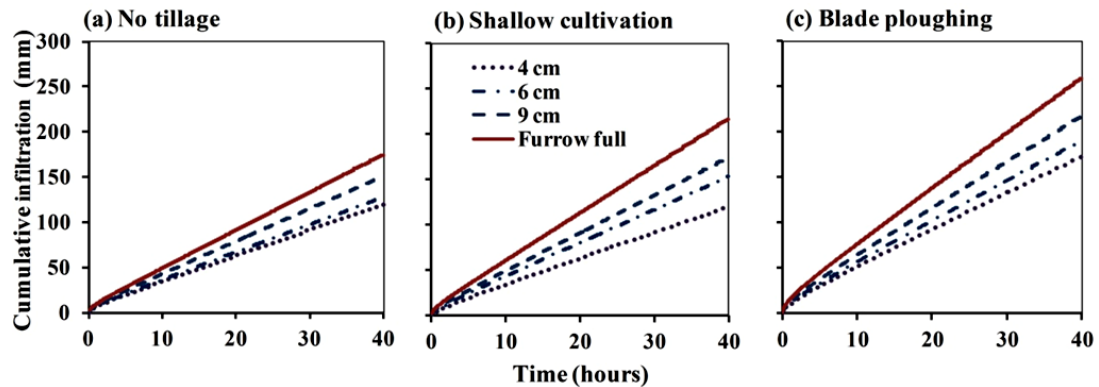 (a) No tillage
(b) Shallow cultivation
(c) Blade ploughing
Cumulative infiltration (mm)
300
250
200
150
100
50
0
4 cm
6 cm
9 cm
Furrow full
0 10 20 30 40
0 10 20 30 40
0 10 20 30 40
Time (hours)